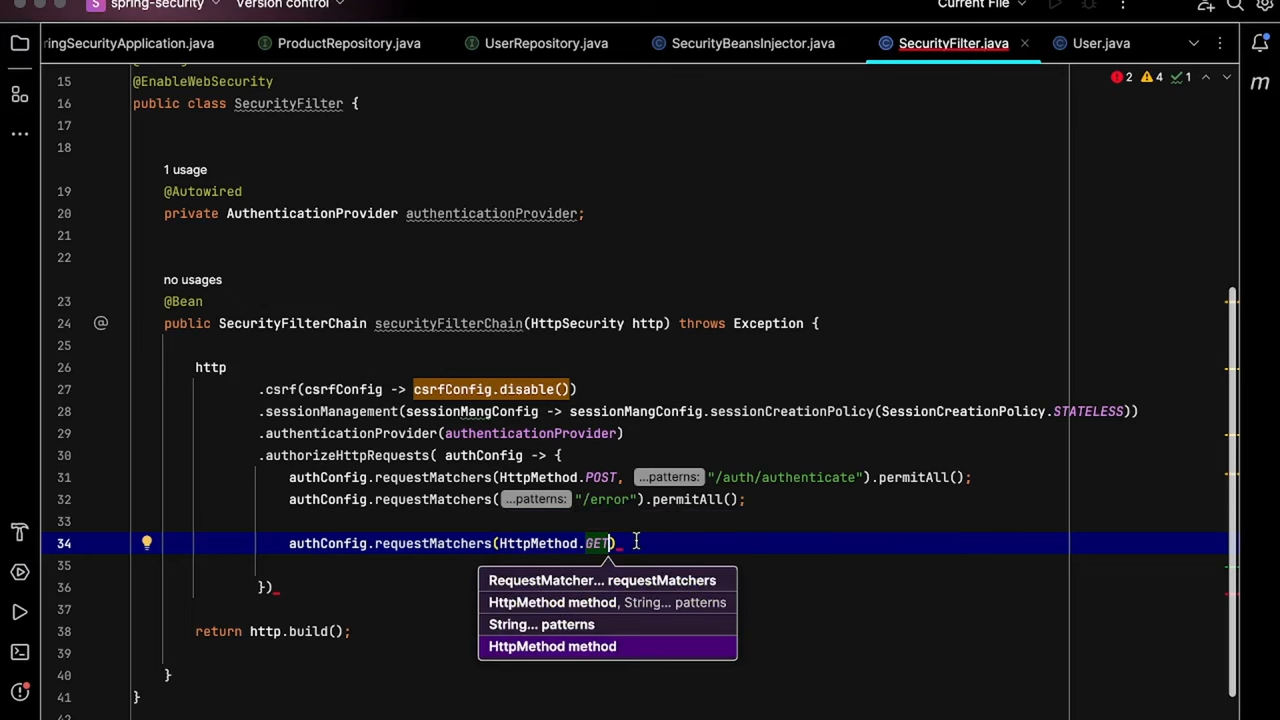 spring-security Version control Current File
ringSecurityApplication.java ProductRepository.java UserRepository.java SecurityBeansInjector.java SecurityFilter.java User.java
2 4 1
15 @EnableWebSecurity
16 public class SecurityFilter {
17
18
1 usage
19 @Autowired
20 private AuthenticationProvider authenticationProvider;
21
22
no usages
23 @Bean
24 public SecurityFilterChain securityFilterChain(HttpSecurity http) throws Exception {
25
26 http
27 .csrf(csrfConfig -> csrfConfig.disable())
28 .sessionManagement(sessionMangConfig -> sessionMangConfig.sessionCreationPolicy(SessionCreationPolicy.STATELESS))
29 .authenticationProvider(authenticationProvider)
30 .authorizeHttpRequests( authConfig -> {
31 authConfig.requestMatchers(HttpMethod.POST, ...patterns: "/auth/authenticate").permitAll();
32 authConfig.requestMatchers( ...patterns: "/error").permitAll();
33
34 authConfig.requestMatchers(HttpMethod.GET)
35
RequestMatcher... requestMatchers
36 })
HttpMethod method, String... patterns
37
String... patterns
38 return http.build();
HttpMethod method
39
40 }
41 }
42